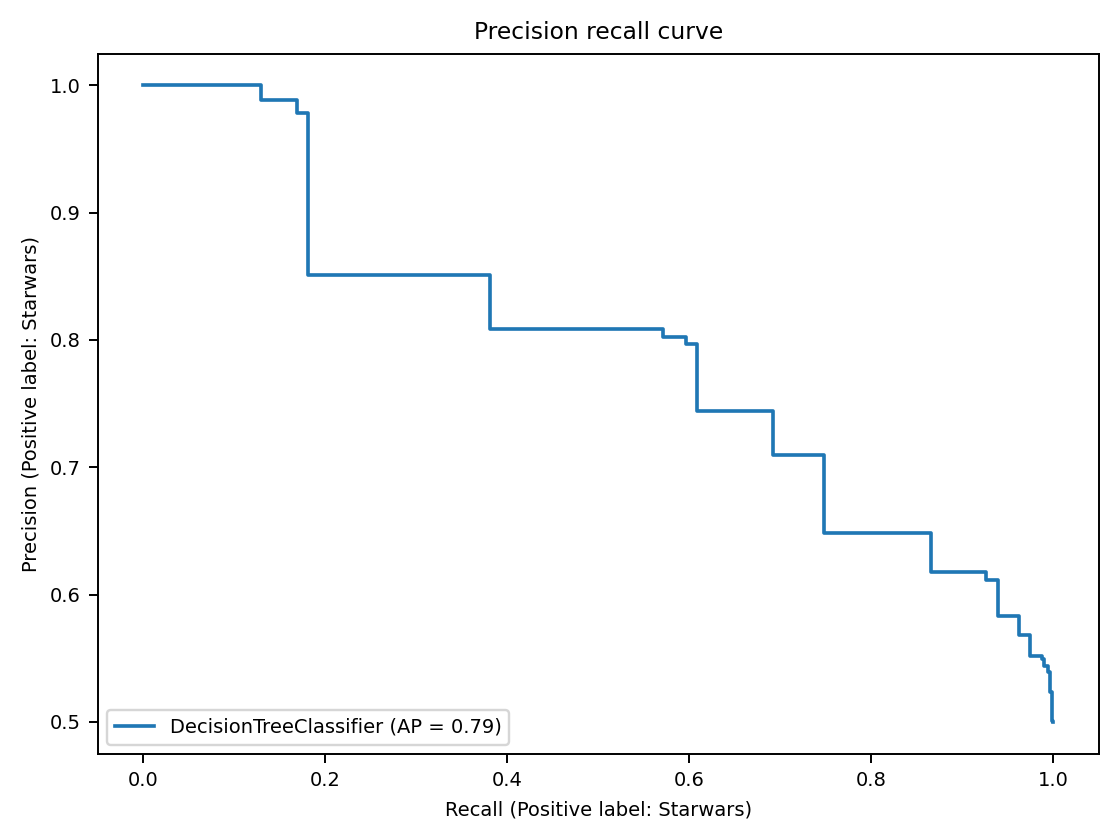 Precision recall curve
1.0
0.9
0.8
0.7
0.6
0.5
Precision (Positive label: Starwars)
DecisionTreeClassifier (AP = 0.79)
0.0 0.2 0.4 0.6 0.8 1.0
Recall (Positive label: Starwars)